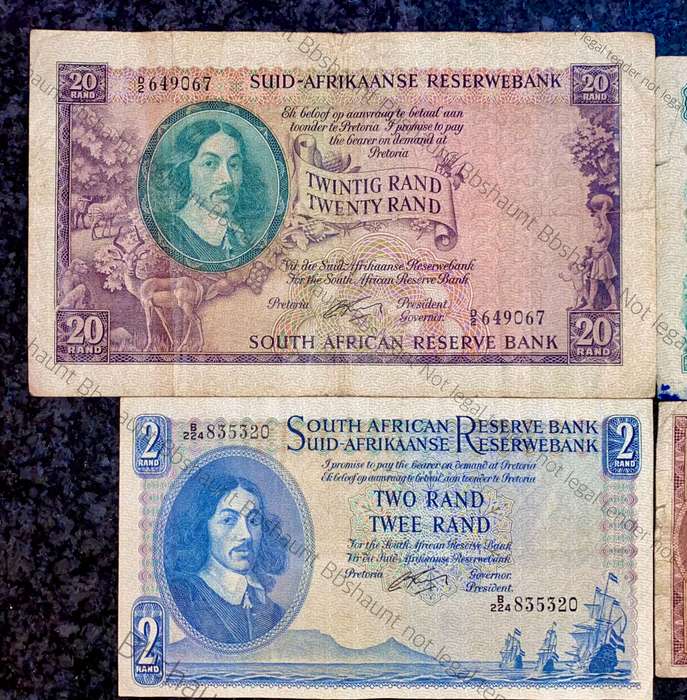 20
RAND
D/2 649067
SUID-AFRIKAANSE RESERWEBANK
20
RAND
Ek beloof op aanvraag te betaal aan
toonder te Pretoria I promise to pay
the bearer on demand at
Pretoria
TWINTIG RAND
TWENTY RAND
Vir die Suid-Afrikaanse Reserwebank
For the South African Reserve Bank
Pretoria
President.
Governor.
D/2 649067
20
RAND
SOUTH AFRICAN RESERVE BANK
20
RAND
2
RAND
B/224 835320
SOUTH AFRICAN RESERVE BANK
SUID-AFRIKAANSE RESERWEBANK
2
RAND
I promise to pay the bearer on demand at Pretoria
Ek beloof op aanvraag te betaal aan toonder te Pretoria
TWO RAND
TWEE RAND
For the South African Reserve Bank
Vir die Suid-Afrikaanse Reserwebank
Pretoria
Governor.
President.
B/224 835320
2
RAND
Bbshaunt Not legal tender